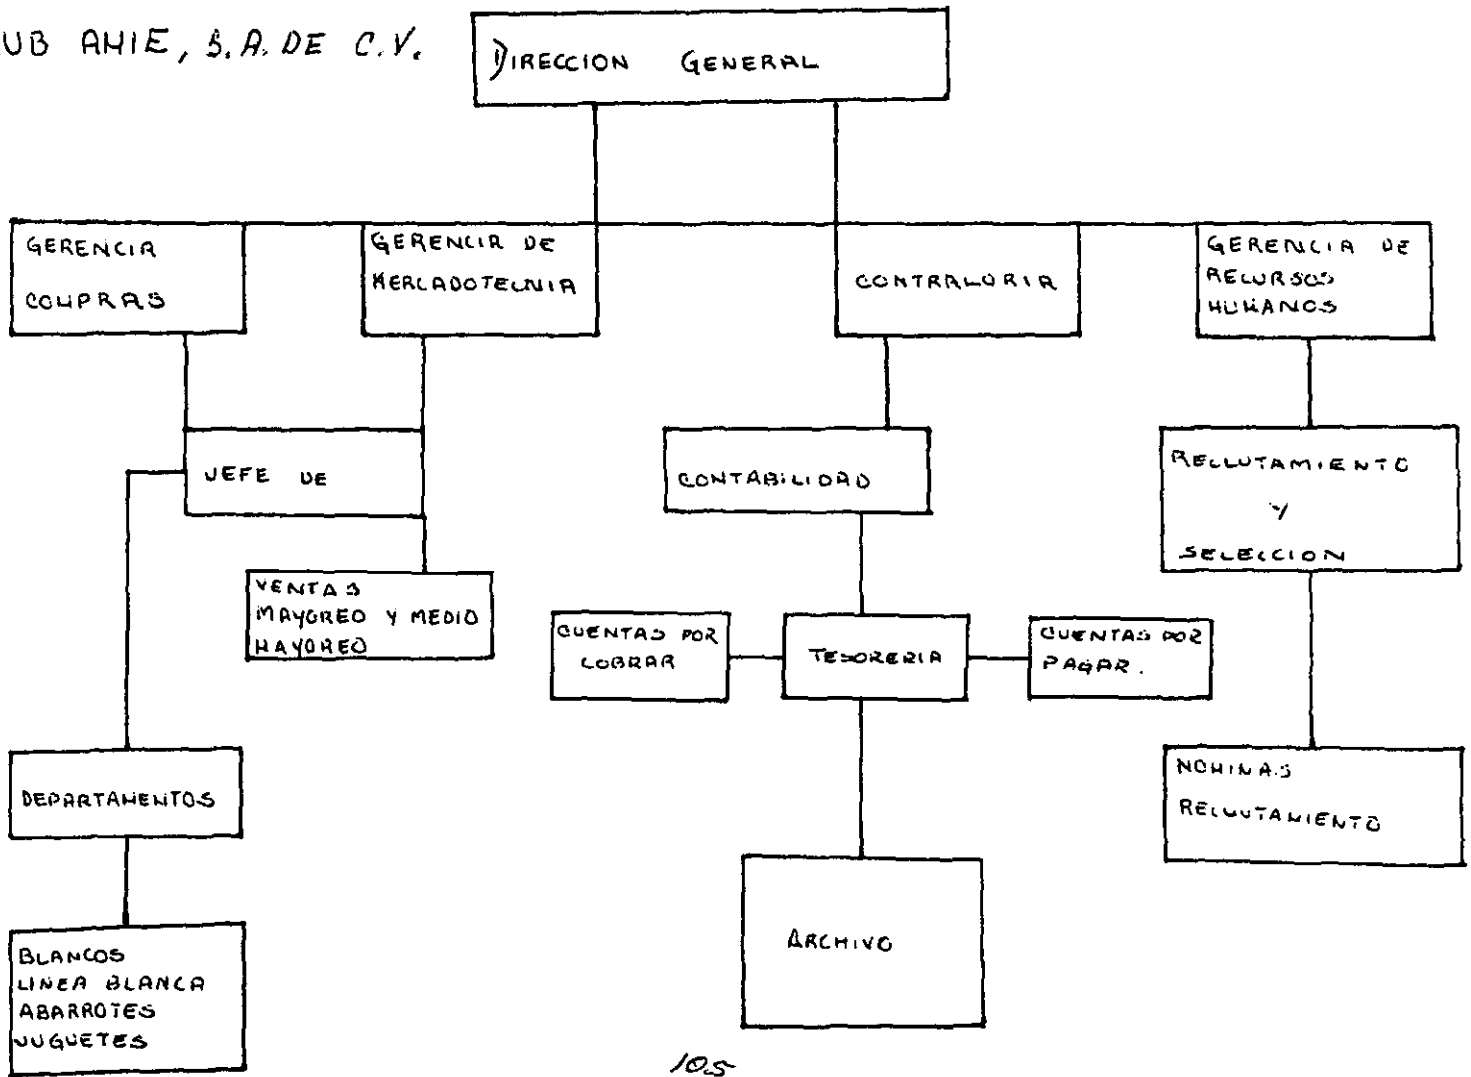 UB AMIE, S.A. DE C.V.
DIRECCION GENERAL
GERENCIA
COMPRAS
GERENCIA DE
MERCADOTECNIA
CONTRALORIA
GERENCIA DE
RECURSOS
HUMANOS
JEFE DE
CONTABILIDAD
RECLUTAMIENTO
Y
SELECCION
VENTAS
MAYOREO Y MEDIO
MAYOREO
CUENTAS POR
COBRAR
TESORERIA
CUENTAS POR
PAGAR.
DEPARTAMENTOS
NOMINAS
RECLUTAMIENTO
BLANCOS
LINEA BLANCA
ABARROTES
JUGUETES
ARCHIVO
105